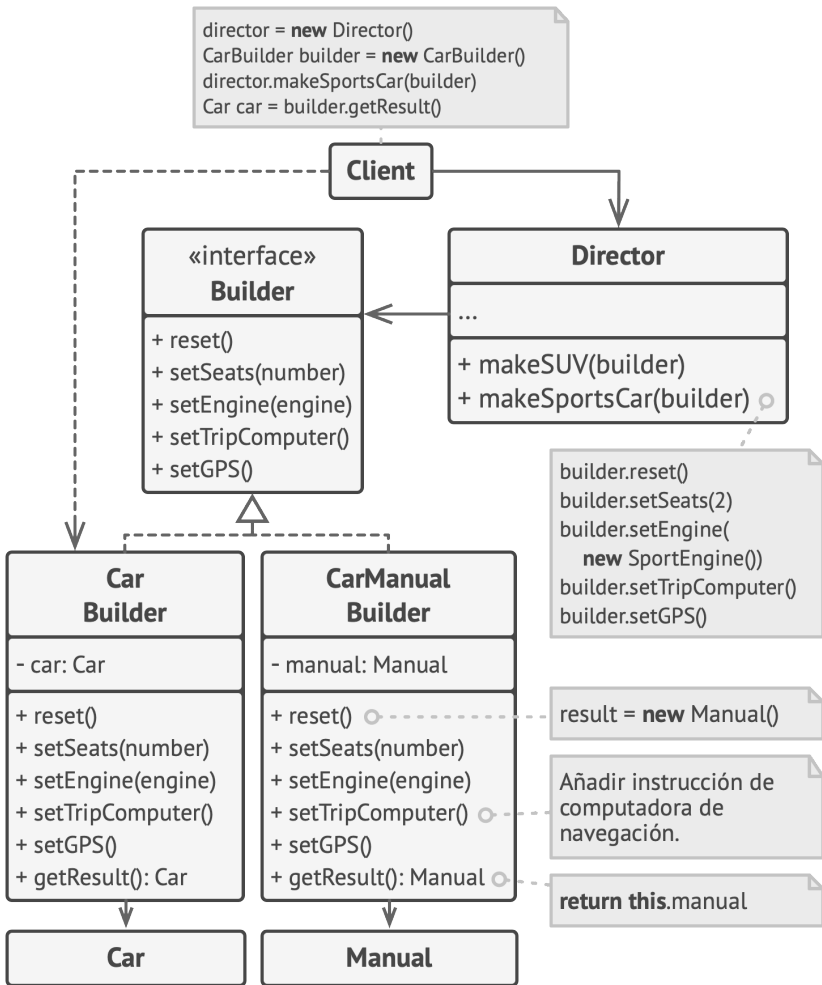 director = new Director()
CarBuilder builder = new CarBuilder()
director.makeSportsCar(builder)
Car car = builder.getResult()
Client
«interface»
Builder
+ reset()
+ setSeats(number)
+ setEngine(engine)
+ setTripComputer()
+ setGPS()
Director
...
+ makeSUV(builder)
+ makeSportsCar(builder)
builder.reset()
builder.setSeats(2)
builder.setEngine(
new SportEngine())
builder.setTripComputer()
builder.setGPS()
Car
Builder
- car: Car
+ reset()
+ setSeats(number)
+ setEngine(engine)
+ setTripComputer()
+ setGPS()
+ getResult(): Car
CarManual
Builder
- manual: Manual
+ reset()
+ setSeats(number)
+ setEngine(engine)
+ setTripComputer()
+ setGPS()
+ getResult(): Manual
result = new Manual()
Añadir instrucción de
computadora de
navegación.
return this.manual
Car
Manual